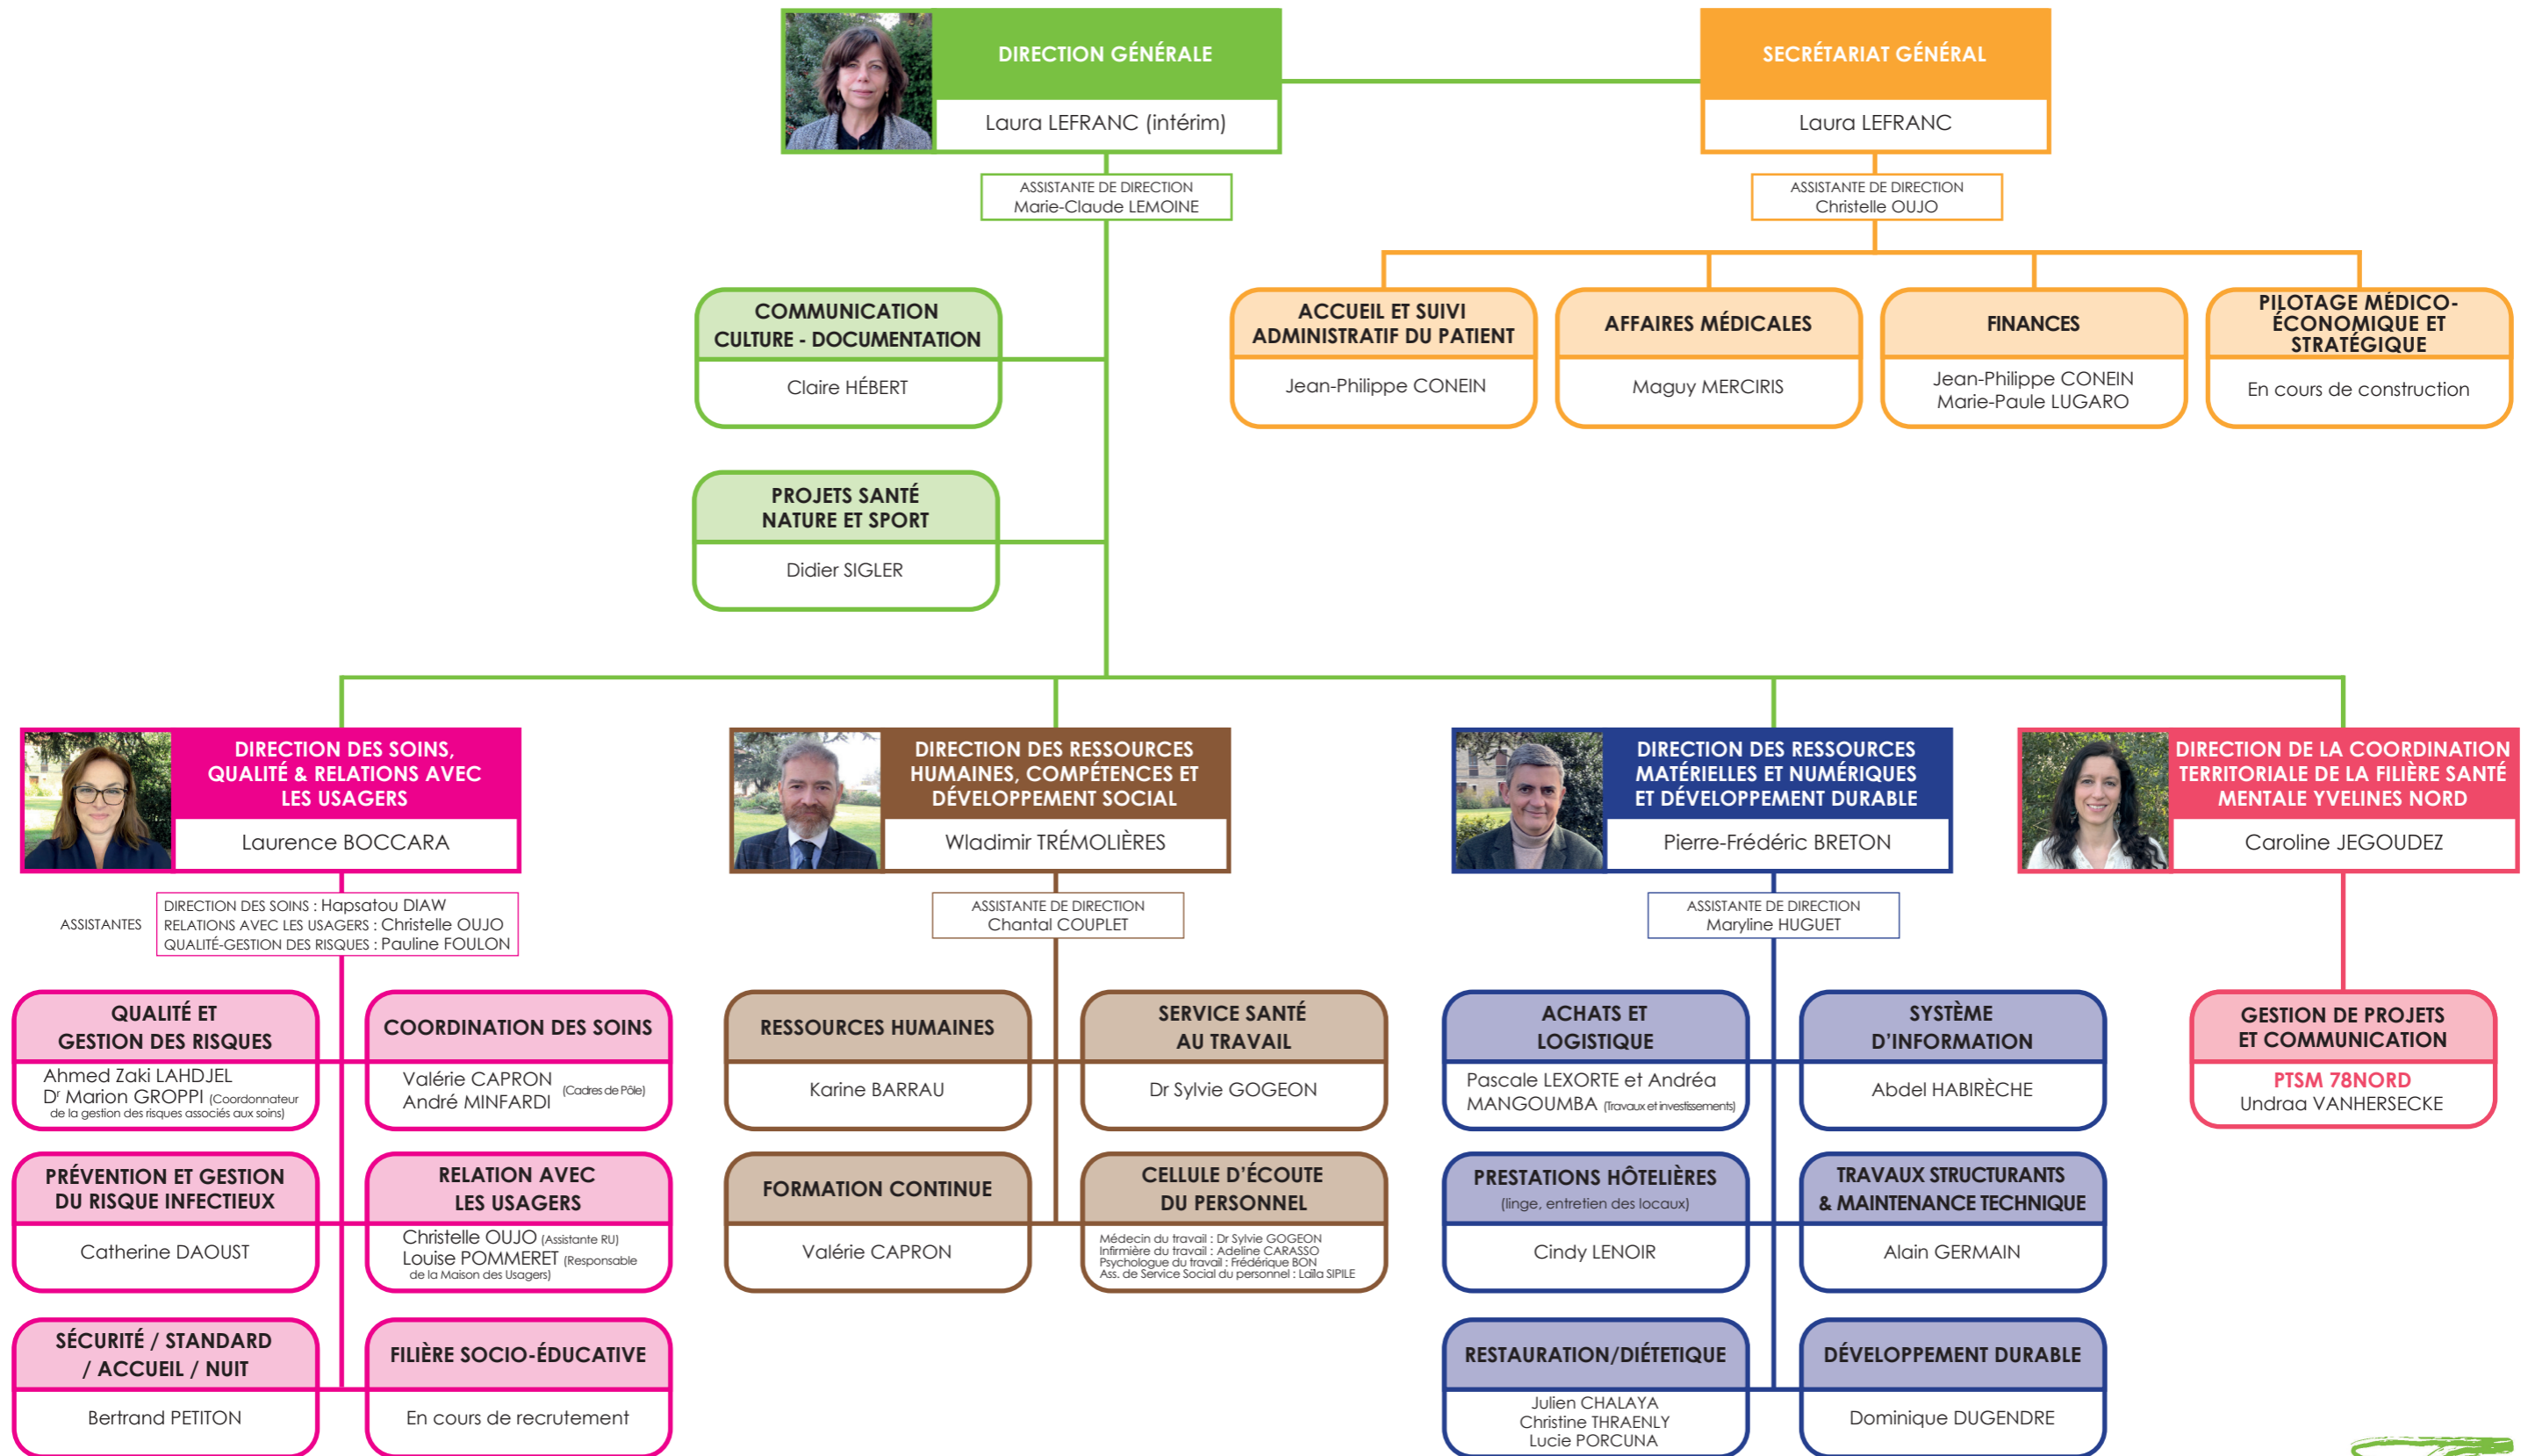 DIRECTION GÉNÉRALE
Laura LEFRANC (intérim)
SECRÉTARIAT GÉNÉRAL
Laura LEFRANC
ASSISTANTE DE DIRECTION
Marie-Claude LEMOINE
ASSISTANTE DE DIRECTION
Christelle OUJO
COMMUNICATION
CULTURE - DOCUMENTATION
Claire HÉBERT
ACCUEIL ET SUIVI
ADMINISTRATIF DU PATIENT
Jean-Philippe CONEIN
AFFAIRES MÉDICALES
Maguy MERCIRIS
FINANCES
Jean-Philippe CONEIN
Marie-Paule LUGARO
PILOTAGE MÉDICO-
ÉCONOMIQUE ET
STRATÉGIQUE
En cours de construction
PROJETS SANTÉ
NATURE ET SPORT
Didier SIGLER
DIRECTION DES SOINS,
QUALITÉ & RELATIONS AVEC
LES USAGERS
Laurence BOCCARA
DIRECTION DES RESSOURCES
HUMAINES, COMPÉTENCES ET
DÉVELOPPEMENT SOCIAL
Wladimir TRÉMOLIÈRES
DIRECTION DES RESSOURCES
MATÉRIELLES ET NUMÉRIQUES
ET DÉVELOPPEMENT DURABLE
Pierre-Frédéric BRETON
DIRECTION DE LA COORDINATION
TERRITORIALE DE LA FILIÈRE SANTÉ
MENTALE YVELINES NORD
Caroline JEGOUDEZ
ASSISTANTES
DIRECTION DES SOINS : Hapsatou DIAW
RELATIONS AVEC LES USAGERS : Christelle OUJO
QUALITÉ-GESTION DES RISQUES : Pauline FOULON
ASSISTANTE DE DIRECTION
Chantal COUPLET
ASSISTANTE DE DIRECTION
Maryline HUGUET
QUALITÉ ET
GESTION DES RISQUES
Ahmed Zaki LAHDJEL
Dr Marion GROPPI (Coordonnateur
de la gestion des risques associés aux soins)
COORDINATION DES SOINS
Valérie CAPRON
André MINFARDI
(Cadres de Pôle)
RESSOURCES HUMAINES
Karine BARRAU
SERVICE SANTÉ
AU TRAVAIL
Dr Sylvie GOGEON
ACHATS ET
LOGISTIQUE
Pascale LEXORTE et Andréa
MANGOUMBA (Travaux et investissements)
SYSTÈME
D'INFORMATION
Abdel HABIRÈCHE
GESTION DE PROJETS
ET COMMUNICATION
PTSM 78NORD
Undraa VANHERSECKE
PRÉVENTION ET GESTION
DU RISQUE INFECTIEUX
Catherine DAOUST
RELATION AVEC
LES USAGERS
Christelle OUJO (Assistante RU)
Louise POMMERET (Responsable
de la Maison des Usagers)
FORMATION CONTINUE
Valérie CAPRON
CELLULE D'ÉCOUTE
DU PERSONNEL
Médecin du travail : Dr Sylvie GOGEON
Infirmière du travail : Adeline CARASSO
Psychologue du travail : Frédérique BON
Ass. de Service Social du personnel : Laïla SIPILE
PRESTATIONS HÔTELIÈRES
(linge, entretien des locaux)
Cindy LENOIR
TRAVAUX STRUCTURANTS
& MAINTENANCE TECHNIQUE
Alain GERMAIN
SÉCURITÉ / STANDARD
/ ACCUEIL / NUIT
Bertrand PETITON
FILIÈRE SOCIO-ÉDUCATIVE
En cours de recrutement
RESTAURATION/DIÉTETIQUE
Julien CHALAYA
Christine THRAENLY
Lucie PORCUNA
DÉVELOPPEMENT DURABLE
Dominique DUGENDRE